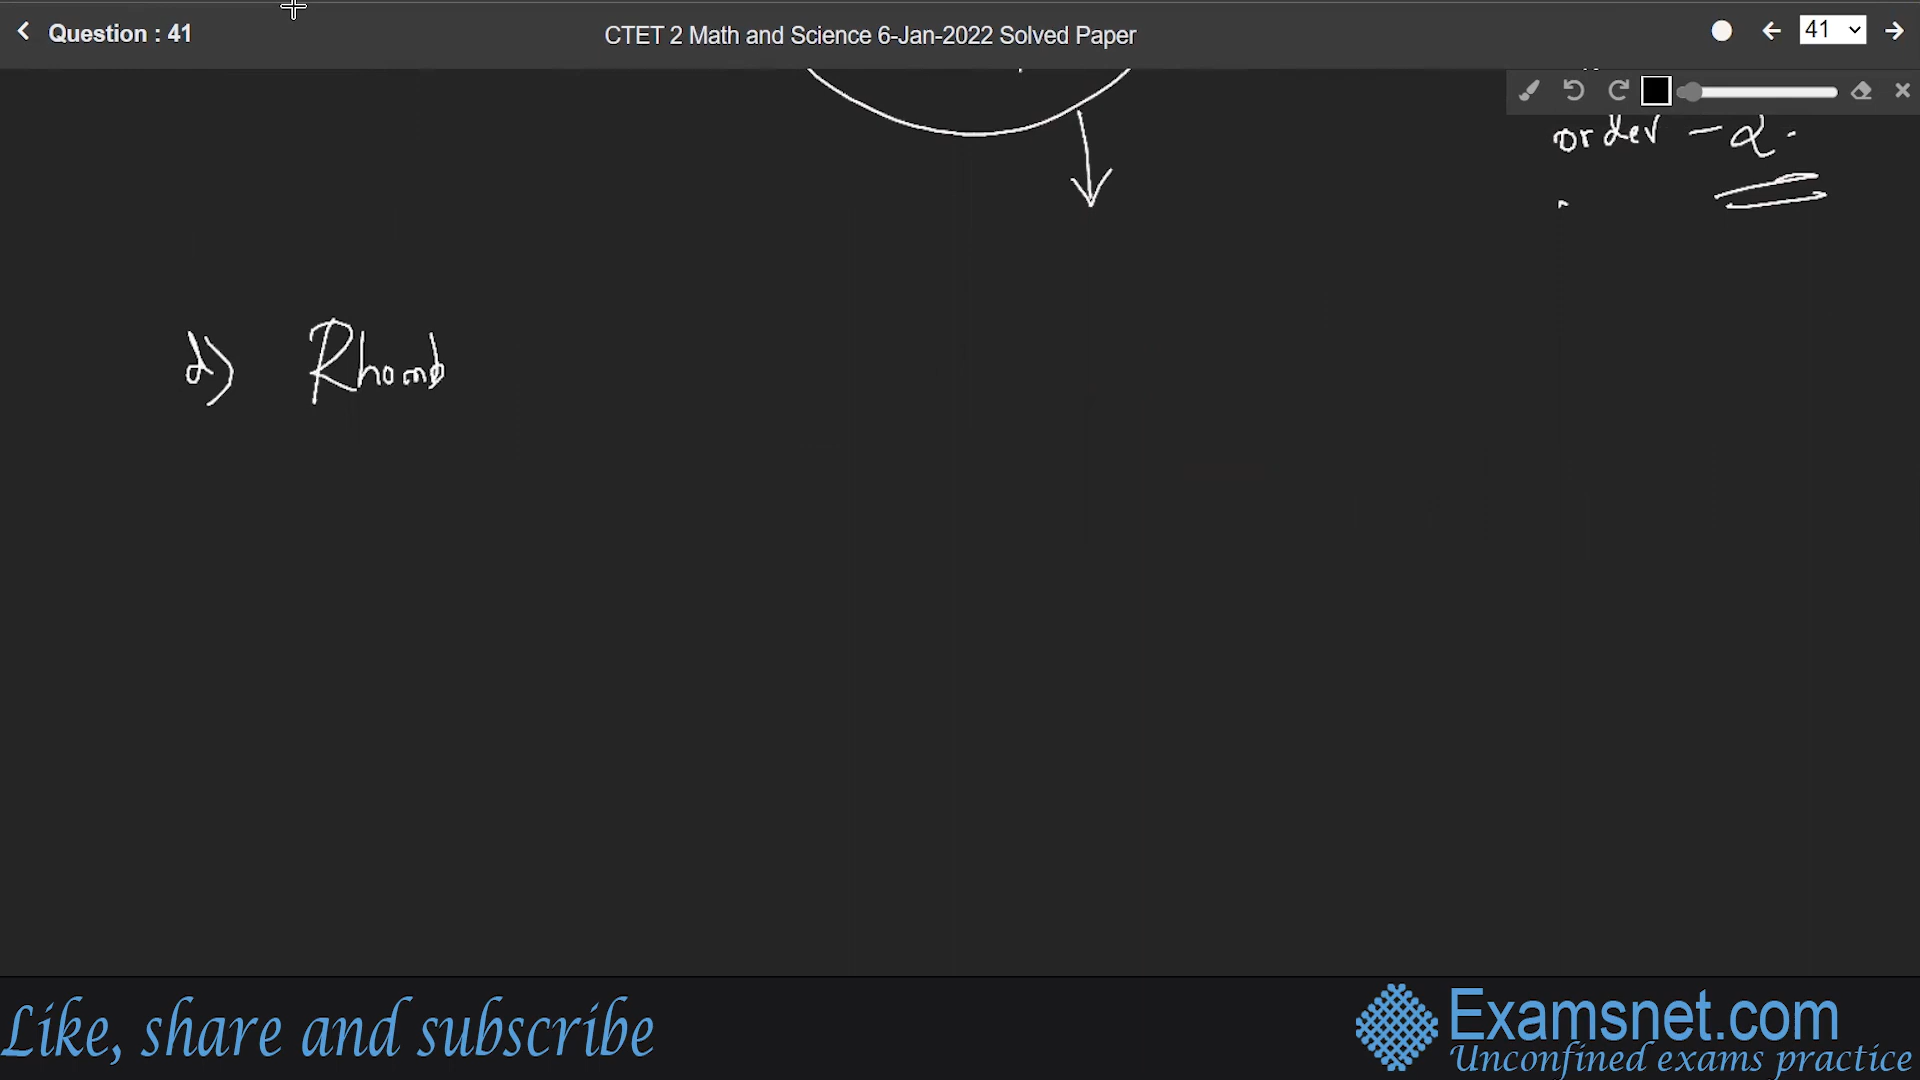 Question : 41
CTET 2 Math and Science 6-Jan-2022 Solved Paper
41
order - 2.
d) Rhomb
Like, share and subscribe
Examsnet.com
Unconfined exams practice